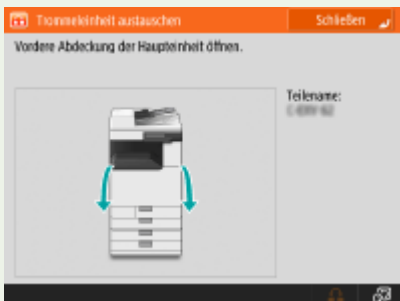 Trommeleinheit austauschen
Schließen
Vordere Abdeckung der Haupteinheit öffnen.
Teilename: